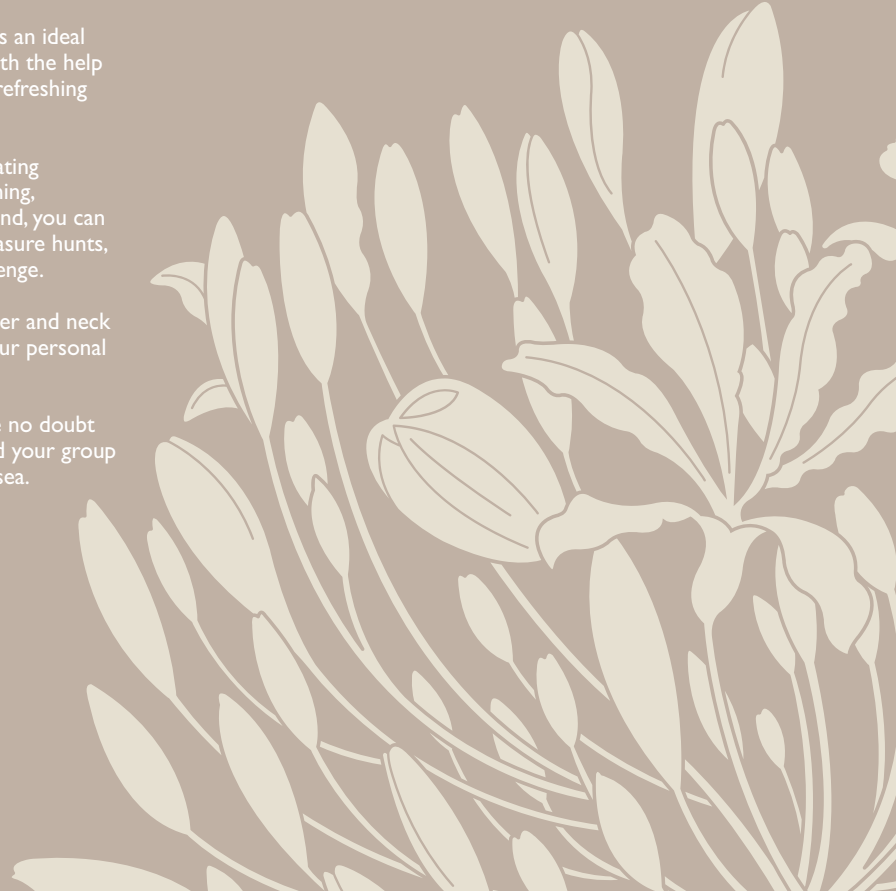 s an ideal
th the help
refreshing
ating
ning,
nd, you can
asure hunts,
enge.
er and neck
ur personal
e no doubt
d your group
sea.